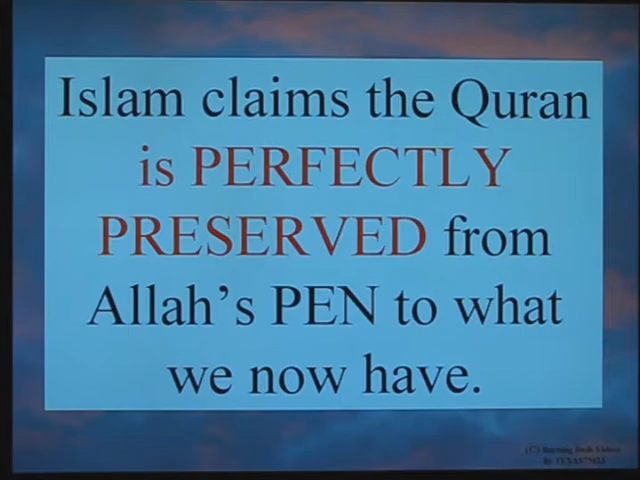 Islam claims the Quran
is PERFECTLY
PRESERVED from
Allah’s PEN to what
we now have.